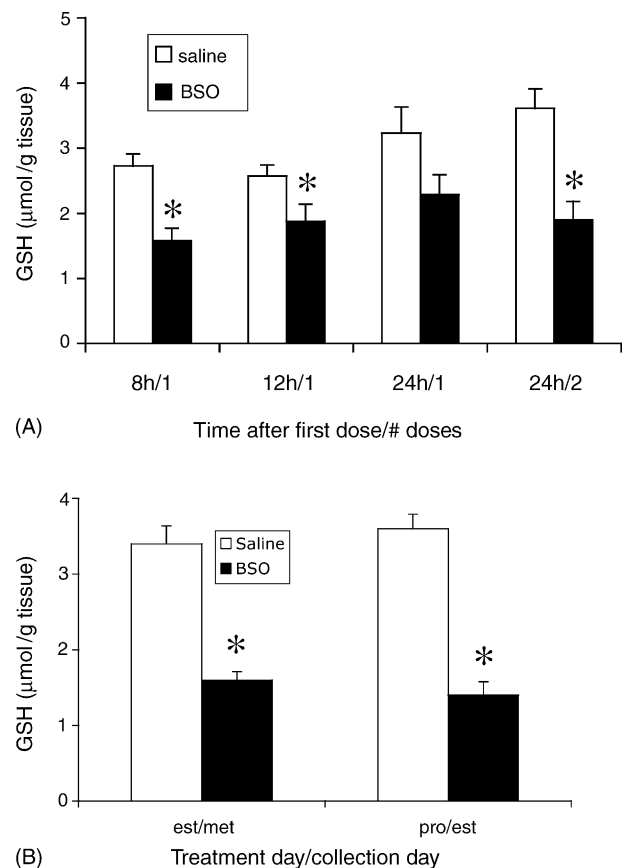 5
4
3
2
1
0
GSH (μmol/g tissue)
saline
BSO
*
*
*
8h/1
12h/1
24h/1
24h/2
(A)
Time after first dose/# doses
4
3
2
1
0
GSH (μmol/g tissue)
Saline
BSO
*
*
est/met
pro/est
(B)
Treatment day/collection day